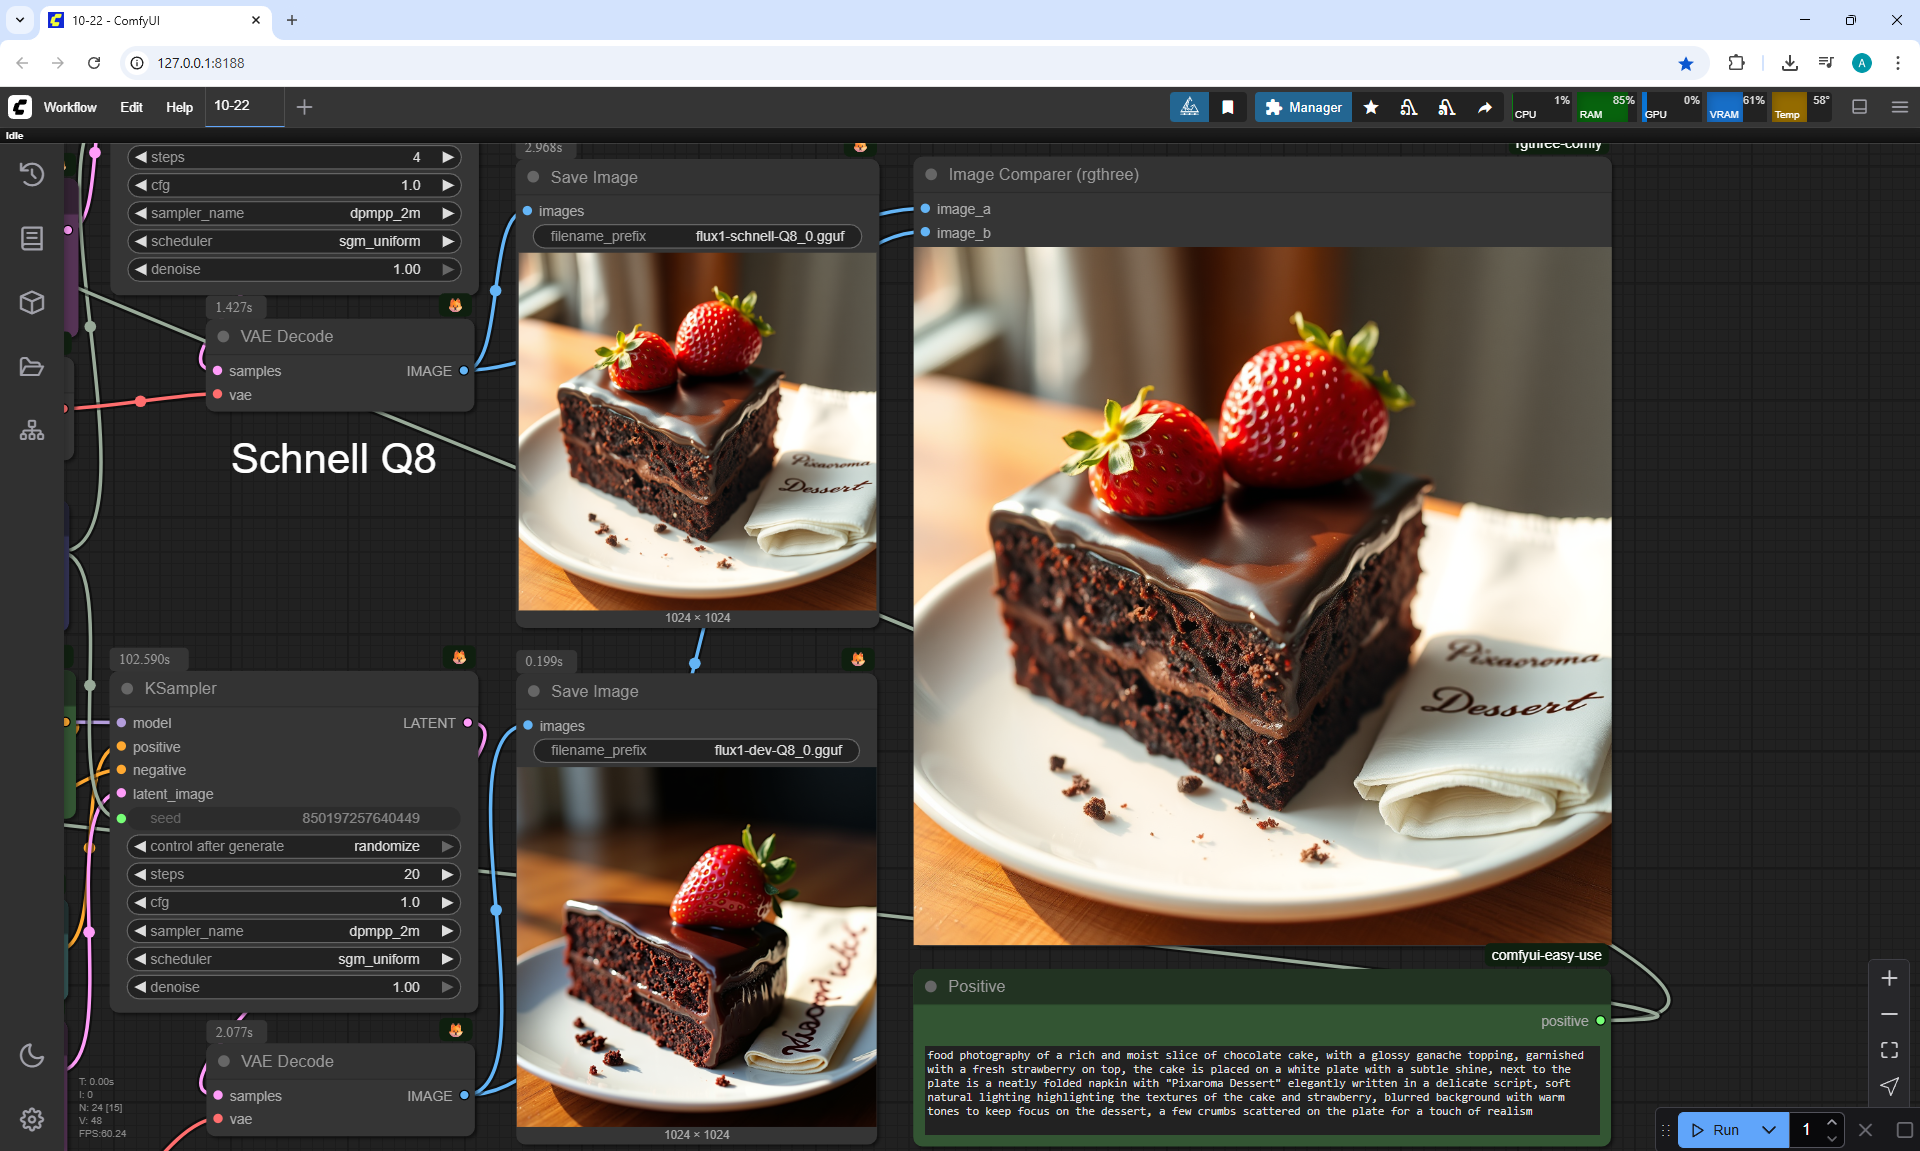 10-22 - ComfyUI
127.0.0.1:8188
A
Workflow Edit Help 10-22
Manager
CPU 1% RAM 85% GPU 0% VRAM 61% Temp 58°
Idle
steps 4
cfg 1.0
sampler_name dpmpp_2m
scheduler sgm_uniform
denoise 1.00
1.427s
VAE Decode
samples IMAGE
vae
Schnell Q8
102.590s
KSampler
model LATENT
positive
negative
latent_image
seed 850197257640449
control after generate randomize
steps 20
cfg 1.0
sampler_name dpmpp_2m
scheduler sgm_uniform
denoise 1.00
2.077s
VAE Decode
samples IMAGE
vae
T: 0.00s
I: 0
N: 24 [15]
V: 48
FPS:60.24
2.968s
Save Image
images
filename_prefix flux1-schnell-Q8_0.gguf
Pixaoroma
Dessert
1024 × 1024
0.199s
Save Image
images
filename_prefix flux1-dev-Q8_0.gguf
1024 × 1024
rgthree-comfy
Image Comparer (rgthree)
image_a
image_b
Pixaoroma
Dessert
comfyui-easy-use
Positive
positive
food photography of a rich and moist slice of chocolate cake, with a glossy ganache topping, garnished
with a fresh strawberry on top, the cake is placed on a white plate with a subtle shine, next to the
plate is a neatly folded napkin with "Pixaroma Dessert" elegantly written in a delicate script, soft
natural lighting highlighting the textures of the cake and strawberry, blurred background with warm
tones to keep focus on the dessert, a few crumbs scattered on the plate for a touch of realism
Run 1